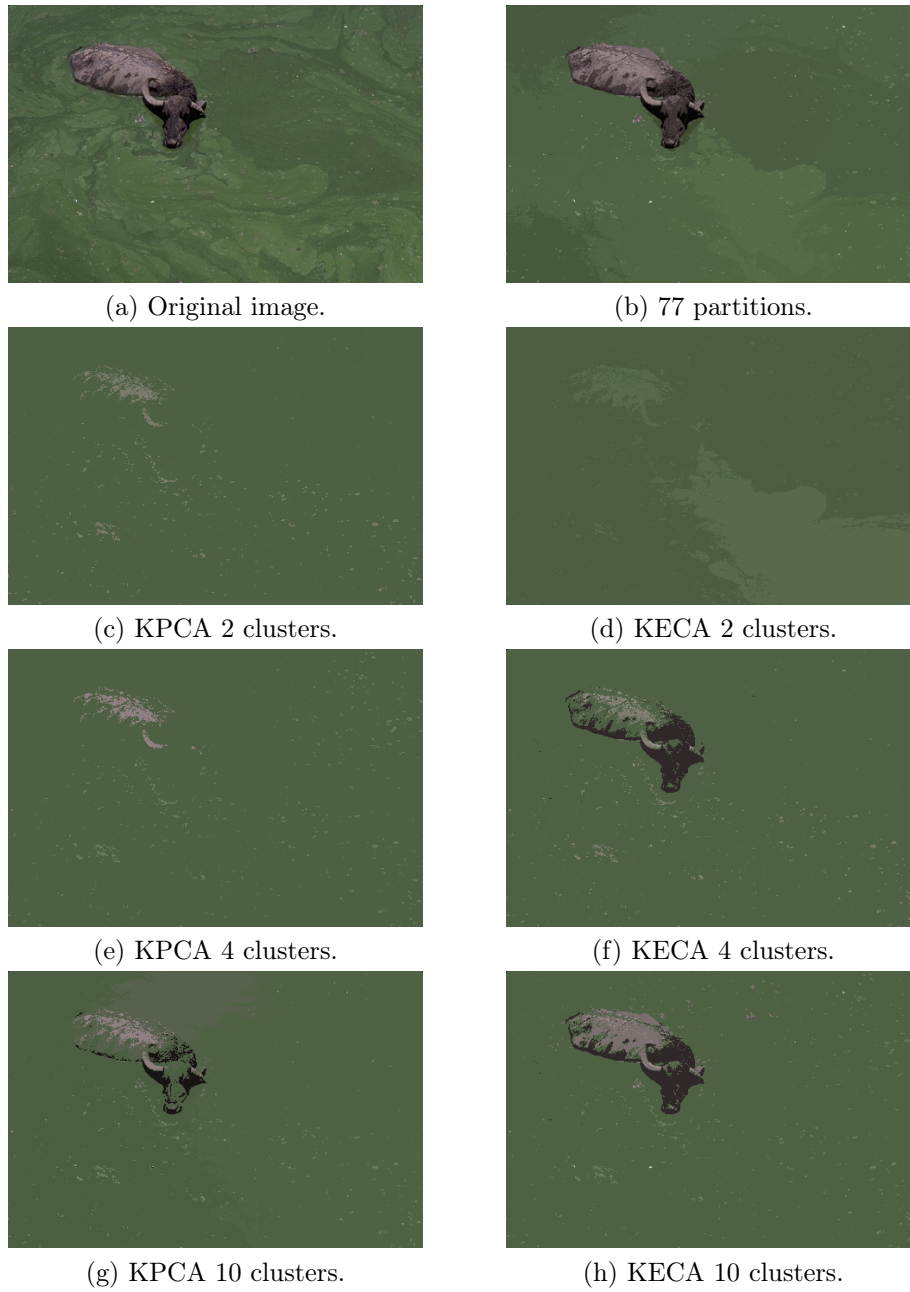 (a) Original image.
(b) 77 partitions.
(c) KPCA 2 clusters.
(d) KECA 2 clusters.
(e) KPCA 4 clusters.
(f) KECA 4 clusters.
(g) KPCA 10 clusters.
(h) KECA 10 clusters.